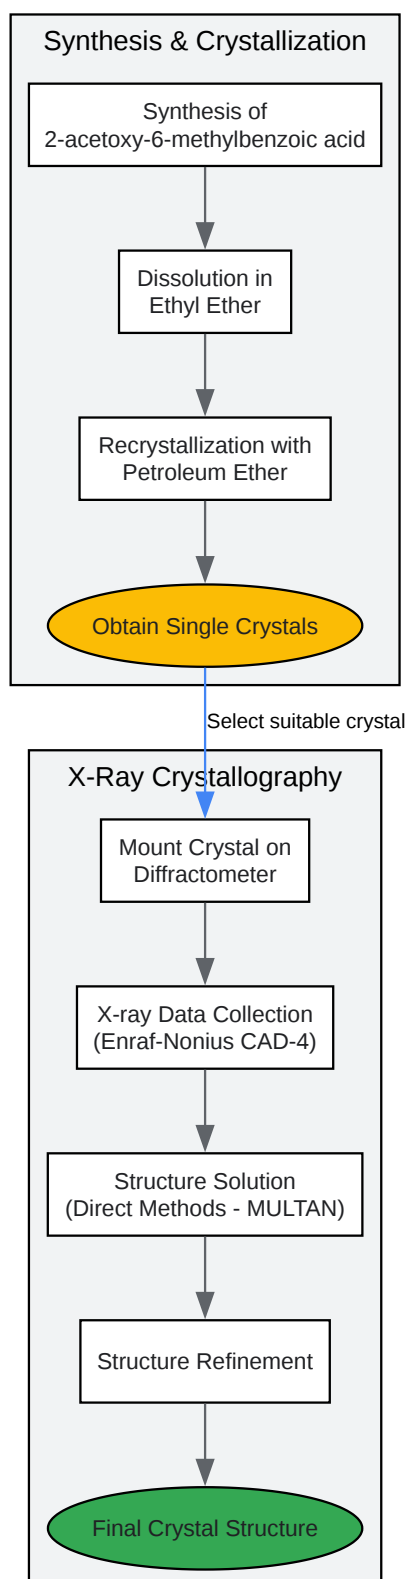 Synthesis & Crystallization
Synthesis of
2-acetoxy-6-methylbenzoic acid
Dissolution in
Ethyl Ether
Recrystallization with
Petroleum Ether
Obtain Single Crystals
Select suitable crystal
X-Ray Crystallography
Mount Crystal on
Diffractometer
X-ray Data Collection
(Enraf-Nonius CAD-4)
Structure Solution
(Direct Methods - MULTAN)
Structure Refinement
Final Crystal Structure